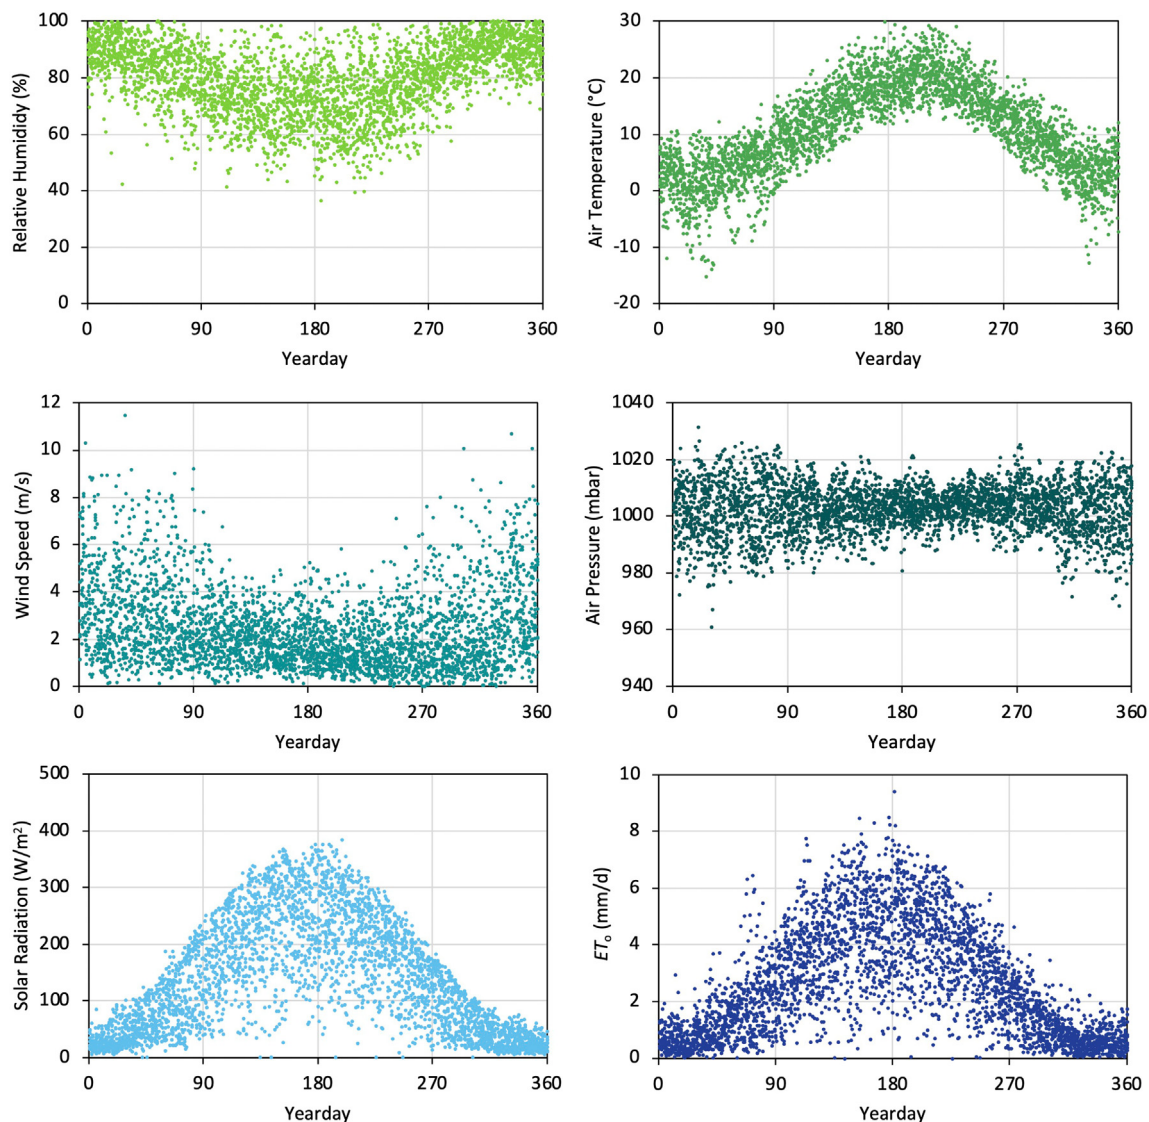 Relative Humididy (%)
100
80
60
40
20
0
0 90 180 270 360
Yearday
Air Temperature (°C)
30
20
10
0
-10
-20
0 90 180 270 360
Yearday
Wind Speed (m/s)
12
10
8
6
4
2
0
0 90 180 270 360
Yearday
Air Pressure (mbar)
1040
1020
1000
980
960
940
0 90 180 270 360
Yearday
Solar Radiation (W/m²)
500
400
300
200
100
0
0 90 180 270 360
Yearday
ETₒ (mm/d)
10
8
6
4
2
0
0 90 180 270 360
Yearday